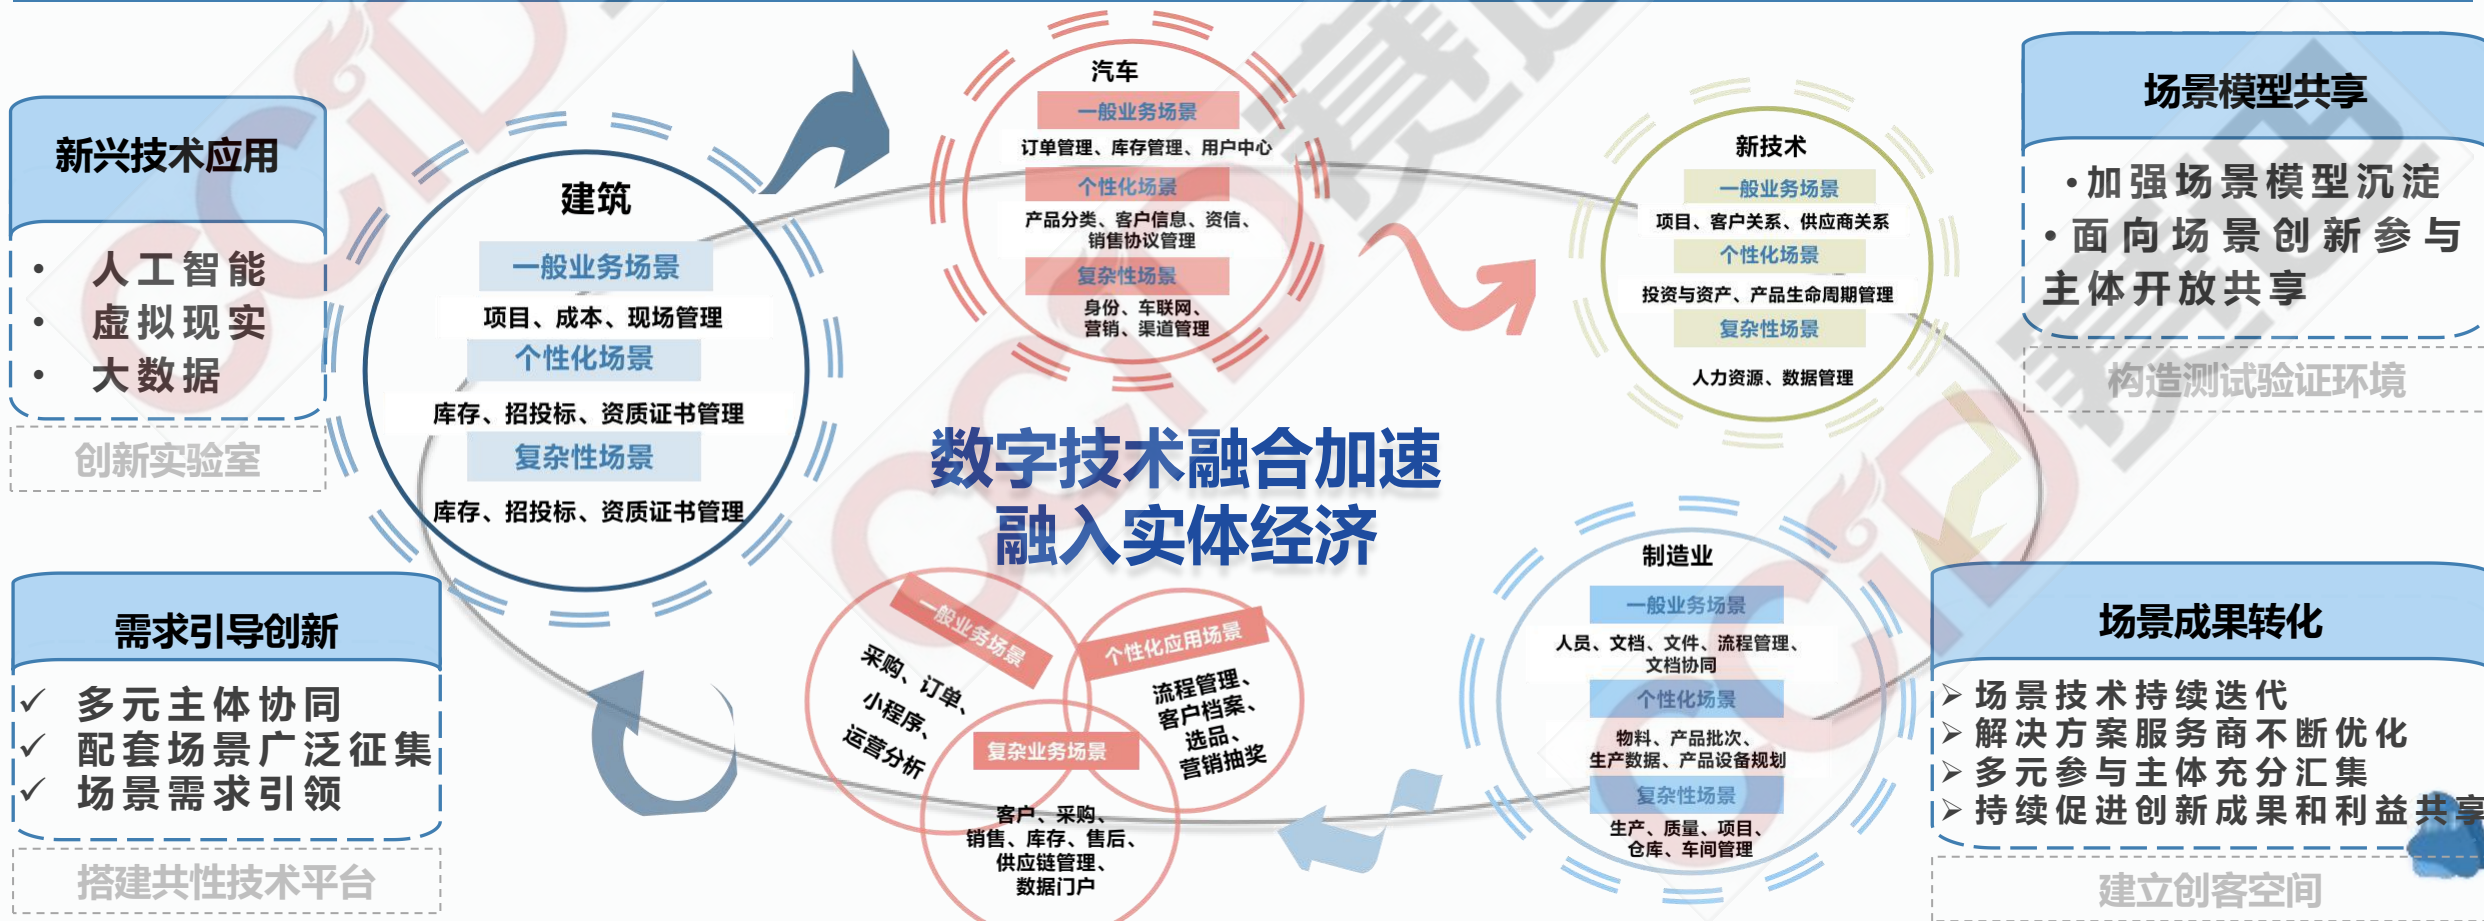 新兴技术应用
• 人工智能
• 虚拟现实
• 大数据
创新实验室
需求引导创新
✓ 多元主体协同
✓ 配套场景广泛征集
✓ 场景需求引领
搭建共性技术平台
建筑
一般业务场景
项目、成本、现场管理
个性化场景
库存、招投标、资质证书管理
复杂性场景
库存、招投标、资质证书管理
汽车
一般业务场景
订单管理、库存管理、用户中心
个性化场景
产品分类、客户信息、资信、
销售协议管理
复杂性场景
身份、车联网、
营销、渠道管理
新技术
一般业务场景
项目、客户关系、供应商关系
个性化场景
投资与资产、产品生命周期管理
复杂性场景
人力资源、数据管理
数字技术融合加速
融入实体经济
一般业务场景
采购、订单、
小程序、
运营分析
个性化应用场景
流程管理、
客户档案、
选品、
营销抽奖
复杂业务场景
客户、采购、
销售、库存、售后、
供应链管理、
数据门户
制造业
一般业务场景
人员、文档、文件、流程管理、
文档协同
个性化场景
物料、产品批次、
生产数据、产品设备规划
复杂性场景
生产、质量、项目、
仓库、车间管理
场景模型共享
•加强场景模型沉淀
•面向场景创新参与
主体开放共享
构造测试验证环境
场景成果转化
➢ 场景技术持续迭代
➢ 解决方案服务商不断优化
➢ 多元参与主体充分汇集
➢ 持续促进创新成果和利益共享
建立创客空间
CCiD赛迪
CCiD赛迪
CCiD